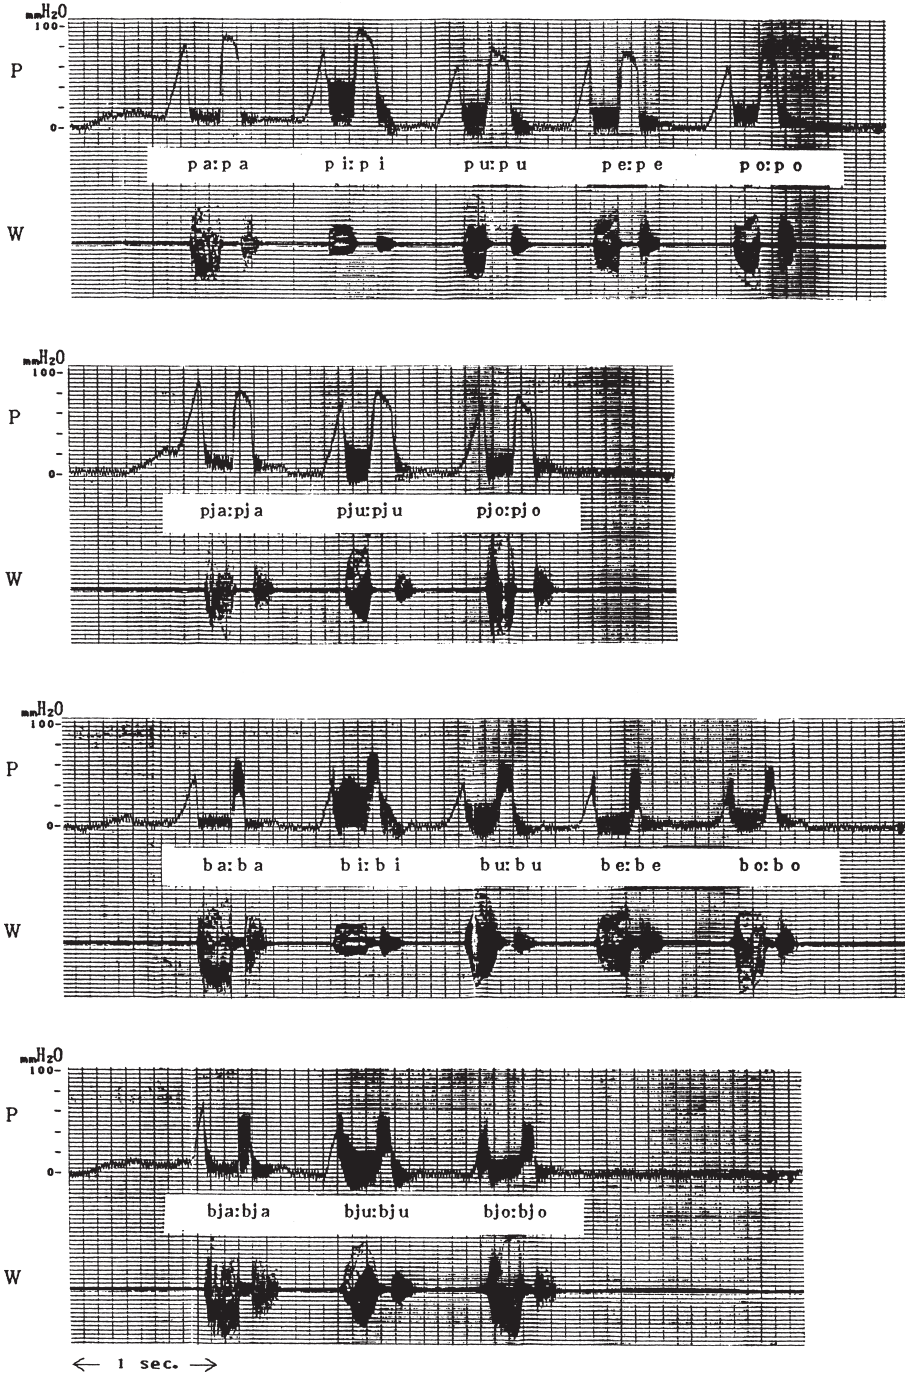 mmH2O
100-
P
0-
pa:pa pi:pi pu:pu pe:pe po:po
W
mmH2O
100-
P
0-
pja:pja pju:pju pjo:pjo
W
mmH2O
100-
P
0-
ba:ba bi:bi bu:bu be:be bo:bo
W
mmH2O
100-
P
0-
bja:bja bju:bju bjo:bjo
W
← 1 sec. →